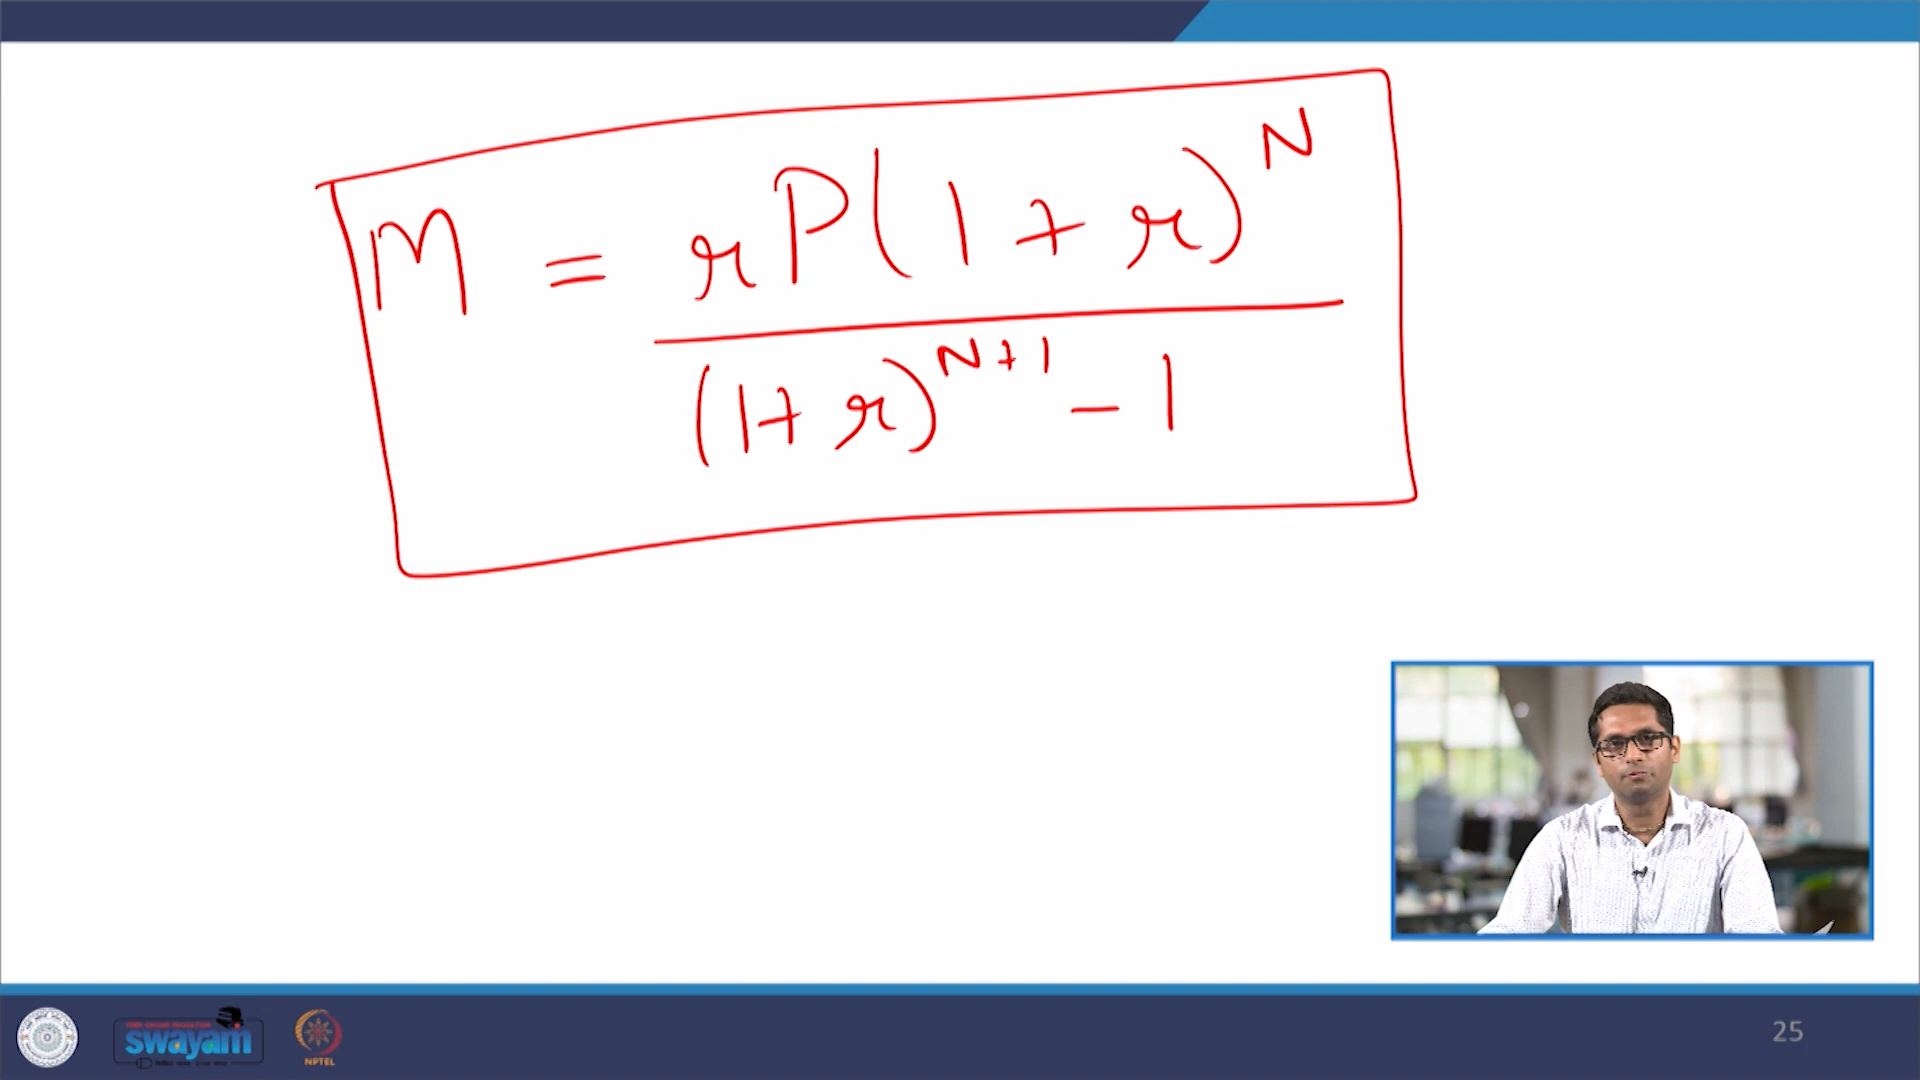 M = rP(1+r)^N
(1+r)^{N+1} - 1
swayam
NPTEL
25